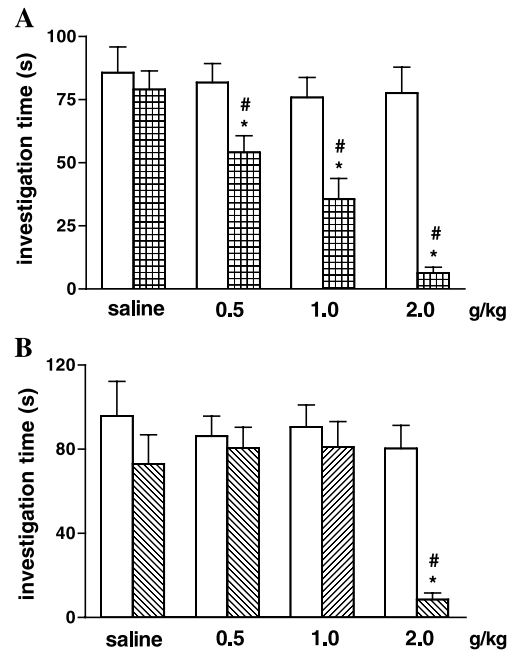 A
100
75
50
25
0
investigation time (s)
# # #
* * *
saline 0.5 1.0 2.0 g/kg
B
120
80
40
0
investigation time (s)
#
*
saline 0.5 1.0 2.0 g/kg